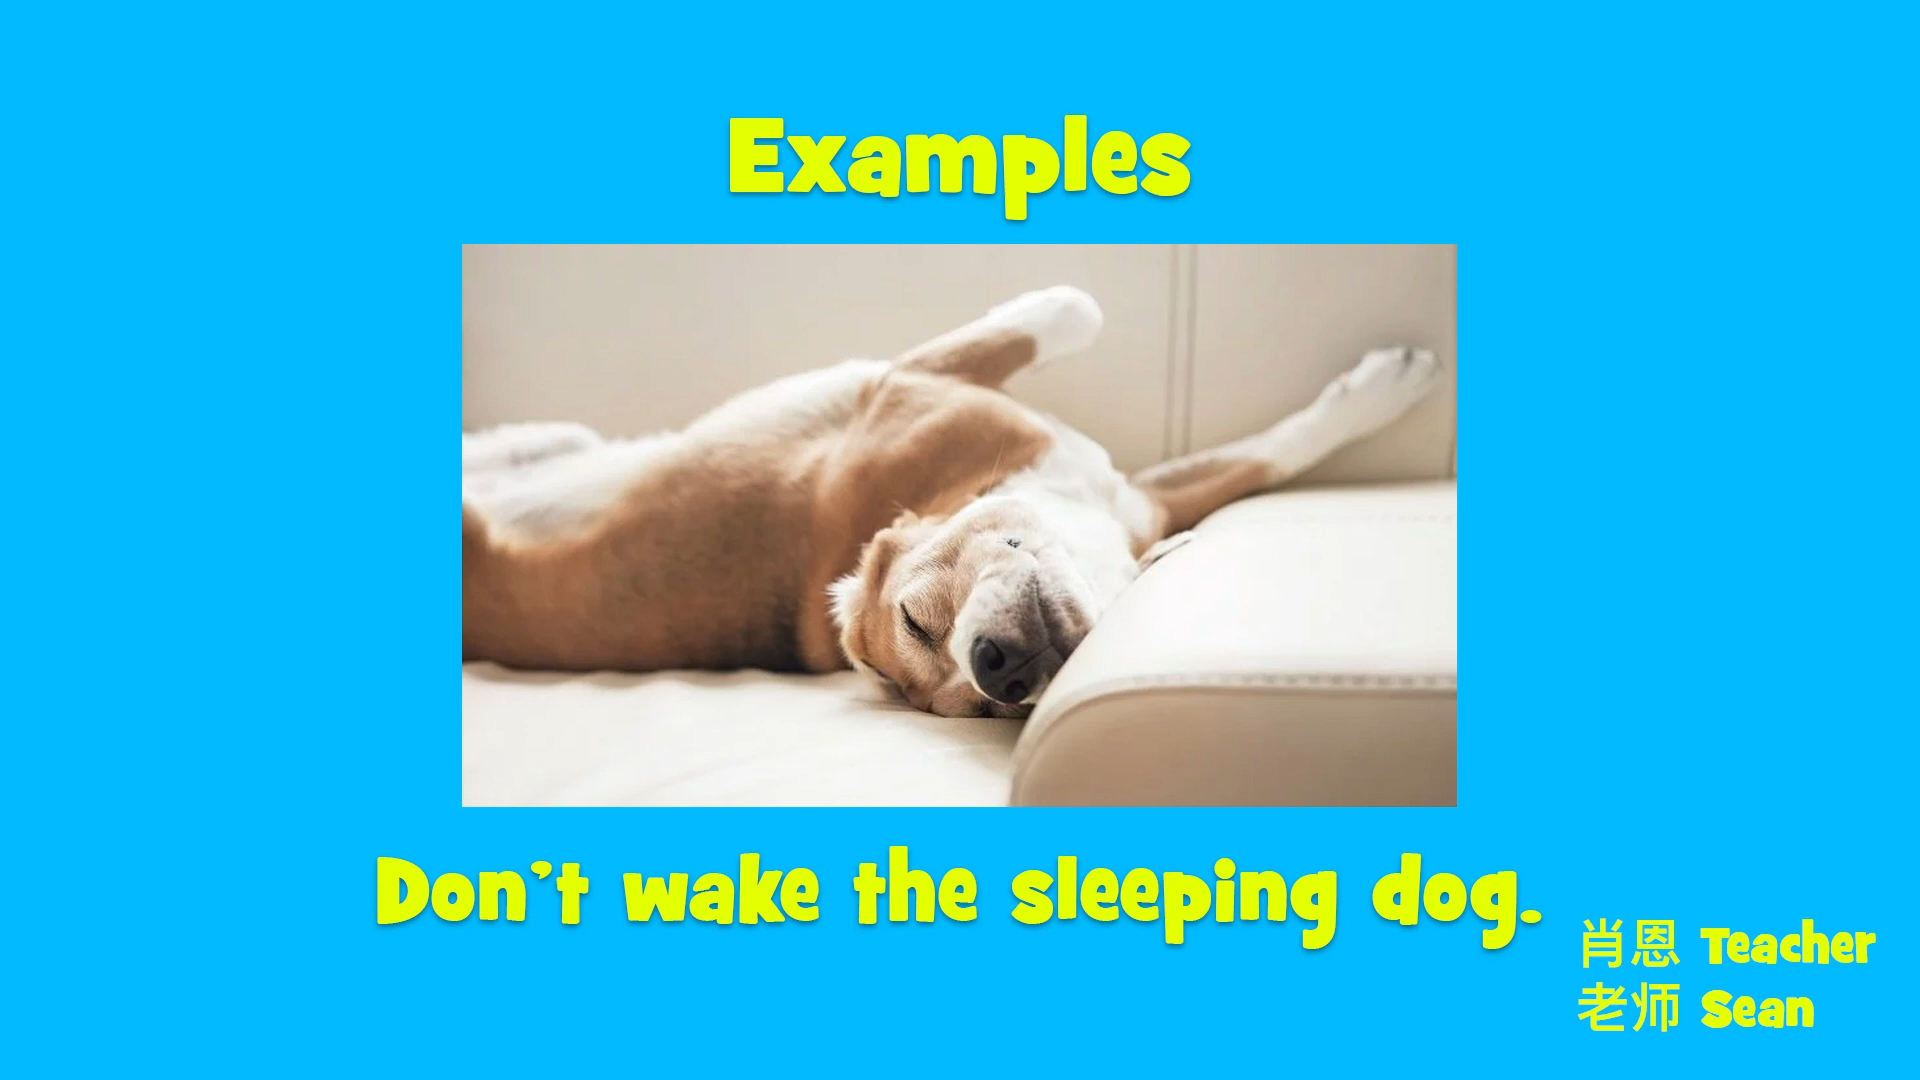 Examples
Don't wake the sleeping dog.
肖恩 Teacher
老师 Sean